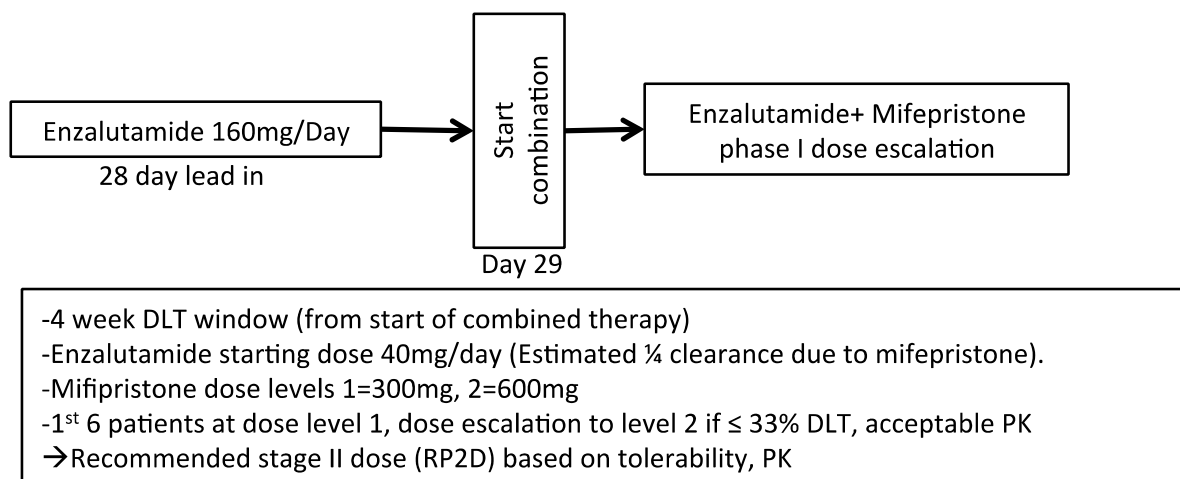 Enzalutamide 160mg/Day
28 day lead in
Start
combination
Day 29
Enzalutamide+ Mifepristone
phase I dose escalation
-4 week DLT window (from start of combined therapy)
-Enzalutamide starting dose 40mg/day (Estimated ¼ clearance due to mifepristone).
-Mifipristone dose levels 1=300mg, 2=600mg
-1st 6 patients at dose level 1, dose escalation to level 2 if ≤ 33% DLT, acceptable PK
→Recommended stage II dose (RP2D) based on tolerability, PK